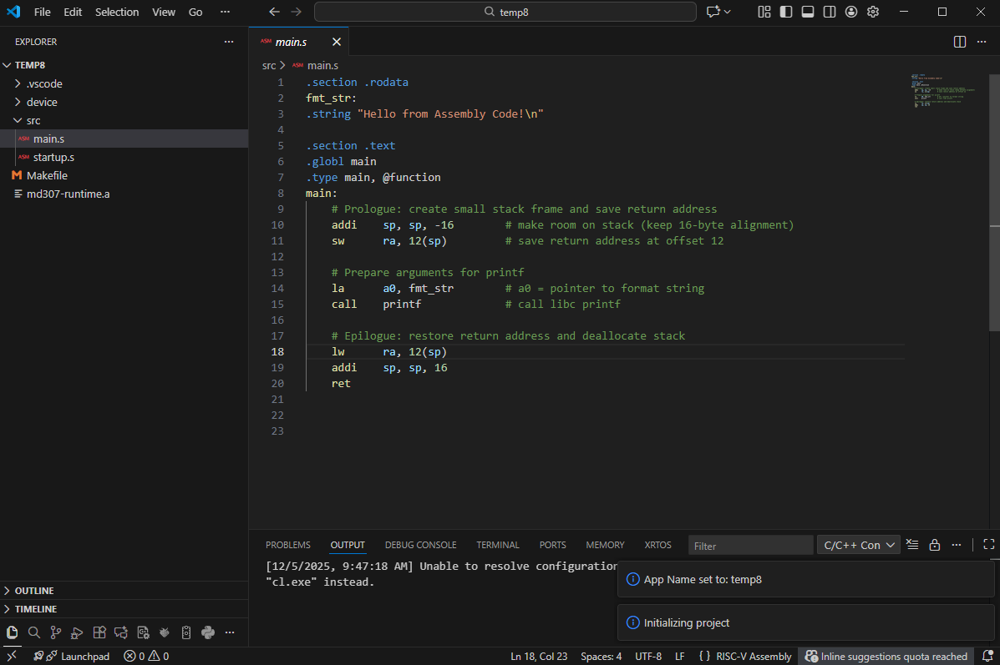 File Edit Selection View Go ··· temp8
EXPLORER ···
TEMP8
.vscode
device
src
ASM main.s
ASM startup.s
M Makefile
md307-runtime.a
OUTLINE
TIMELINE
ASM main.s
src > ASM main.s
1 .section .rodata
2 fmt_str:
3 .string "Hello from Assembly Code!\n"
4
5 .section .text
6 .globl main
7 .type main, @function
8 main:
9 # Prologue: create small stack frame and save return address
10 addi sp, sp, -16 # make room on stack (keep 16-byte alignment)
11 sw ra, 12(sp) # save return address at offset 12
12
13 # Prepare arguments for printf
14 la a0, fmt_str # a0 = pointer to format string
15 call printf # call libc printf
16
17 # Epilogue: restore return address and deallocate stack
18 lw ra, 12(sp)
19 addi sp, sp, 16
20 ret
21
22
23
PROBLEMS OUTPUT DEBUG CONSOLE TERMINAL PORTS MEMORY XRTOS Filter C/C++ Con
[12/5/2025, 9:47:18 AM] Unable to resolve configuration
"cl.exe" instead.
App Name set to: temp8
Initializing project
Launchpad 0 0 Ln 18, Col 23 Spaces: 4 UTF-8 LF { } RISC-V Assembly Inline suggestions quota reached